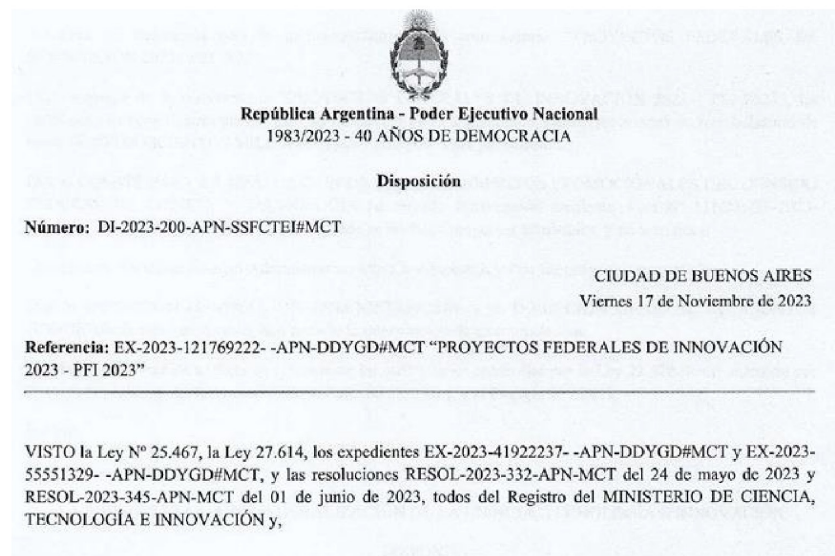 República Argentina - Poder Ejecutivo Nacional
1983/2023 - 40 AÑOS DE DEMOCRACIA
Disposición
Número: DI-2023-200-APN-SSFCTEI#MCT
CIUDAD DE BUENOS AIRES
Viernes 17 de Noviembre de 2023
Referencia: EX-2023-121769222- -APN-DDYGD#MCT “PROYECTOS FEDERALES DE INNOVACIÓN
2023 - PFI 2023”
VISTO la Ley Nº 25.467, la Ley 27.614, los expedientes EX-2023-41922237- -APN-DDYGD#MCT y EX-2023-
55551329- -APN-DDYGD#MCT, y las resoluciones RESOL-2023-332-APN-MCT del 24 de mayo de 2023 y
RESOL-2023-345-APN-MCT del 01 de junio de 2023, todos del Registro del MINISTERIO DE CIENCIA,
TECNOLOGÍA E INNOVACIÓN y,